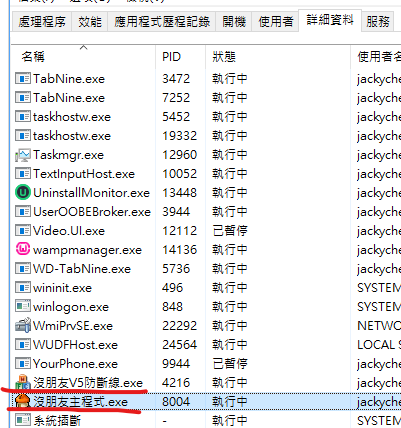 處理程序 效能 應用程式歷程記錄 開機 使用者 詳細資料 服務
名稱 PID 狀態 使用者名
TabNine.exe 3472 執行中 jackyche
TabNine.exe 7252 執行中 jackyche
taskhostw.exe 5452 執行中 jackyche
taskhostw.exe 19332 執行中 jackyche
Taskmgr.exe 12960 執行中 jackyche
TextInputHost.exe 10052 執行中 jackyche
UninstallMonitor.exe 13448 執行中 jackyche
UserOOBEBroker.exe 3944 執行中 jackyche
Video.UI.exe 12112 已暫停 jackyche
wampmanager.exe 14136 執行中 jackyche
WD-TabNine.exe 5736 執行中 jackyche
wininit.exe 496 執行中 SYSTEM
winlogon.exe 848 執行中 SYSTEM
WmiPrvSE.exe 22292 執行中 NETWO
WUDFHost.exe 24564 執行中 LOCAL S
YourPhone.exe 9944 已暫停 jackyche
沒朋友V5防斷線.exe 4216 執行中 jackyche
沒朋友主程式.exe 8004 執行中 jackyche
系統插斷 - 執行中 SYSTEM